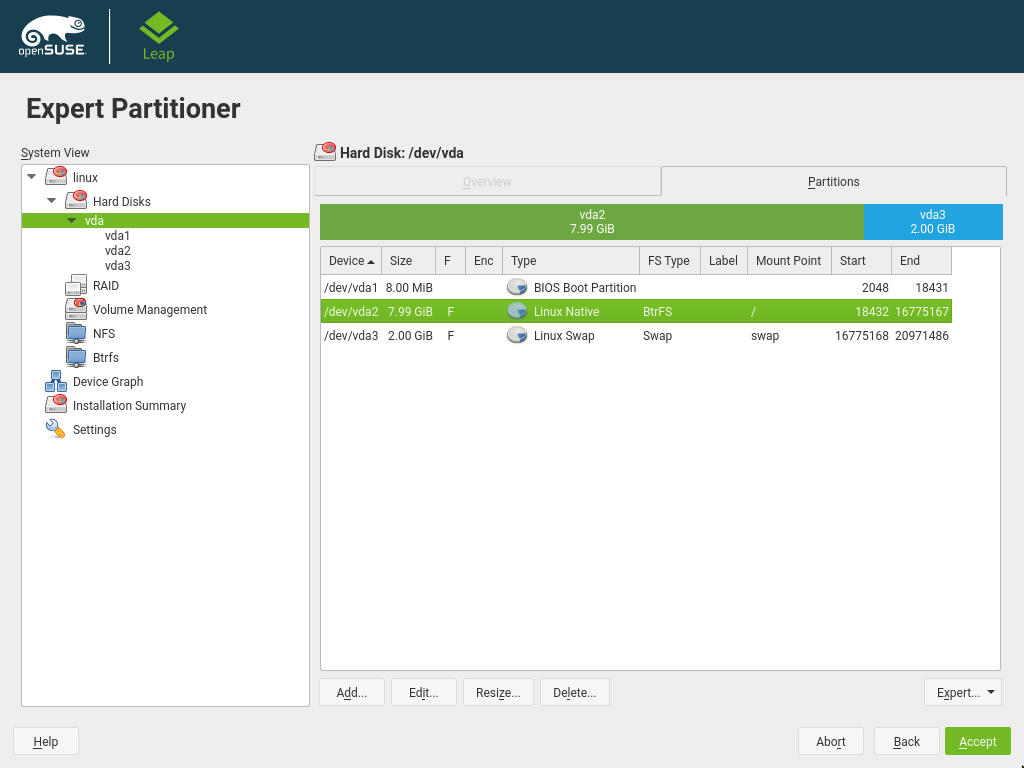 openSUSE
Leap
Expert Partitioner
System View
linux
Hard Disks
vda
vda1
vda2
vda3
RAID
Volume Management
NFS
Btrfs
Device Graph
Installation Summary
Settings
Hard Disk: /dev/vda
Overview Partitions
vda2 vda3
7.99 GiB 2.00 GiB
Device Size F Enc Type FS Type Label Mount Point Start End
/dev/vda1 8.00 MiB BIOS Boot Partition 2048 18431
/dev/vda2 7.99 GiB F Linux Native BtrFS / 18432 16775167
/dev/vda3 2.00 GiB F Linux Swap Swap swap 16775168 20971486
Add... Edit... Resize... Delete... Expert...
Help Abort Back Accept